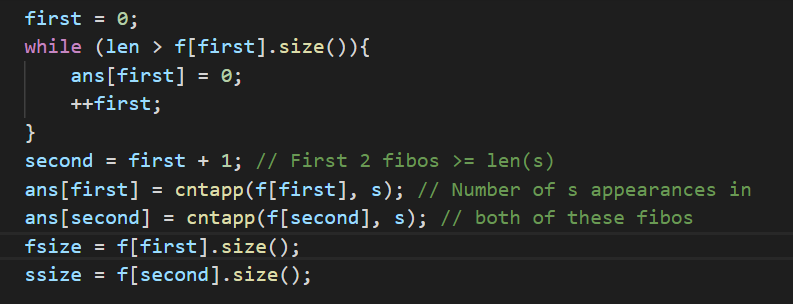 first = 0;
while (len > f[first].size()){
    ans[first] = 0;
    ++first;
}
second = first + 1; // First 2 fibos >= len(s)
ans[first] = cntapp(f[first], s); // Number of s appearances in
ans[second] = cntapp(f[second], s); // both of these fibos
fsize = f[first].size();
ssize = f[second].size();